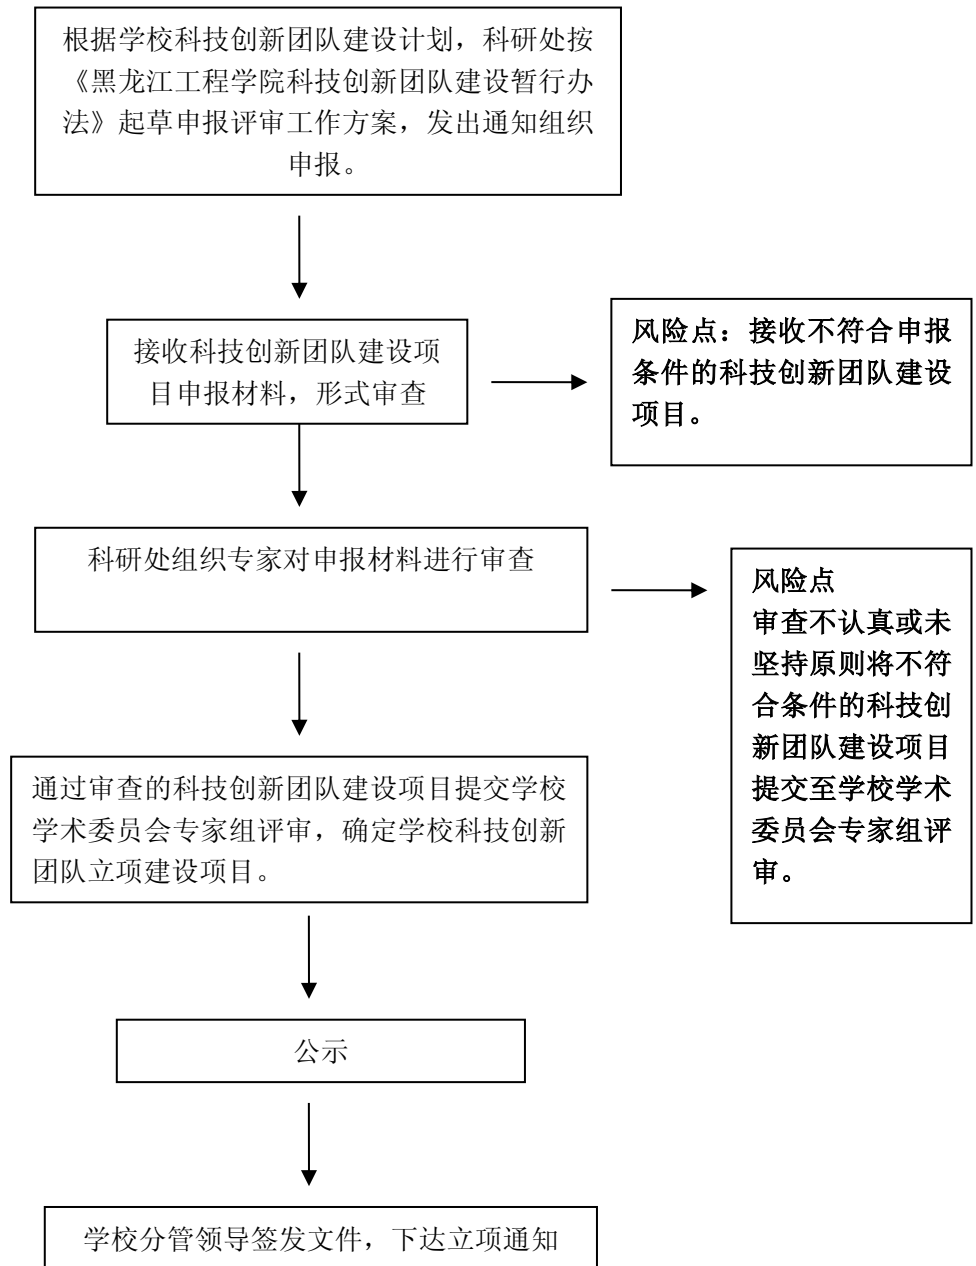 根据学校科技创新团队建设计划，科研处按
《黑龙江工程学院科技创新团队建设暂行办
法》起草申报评审工作方案，发出通知组织
申报。
接收科技创新团队建设项
目申报材料，形式审查
风险点：接收不符合申报
条件的科技创新团队建设
项目。
科研处组织专家对申报材料进行审查
风险点
审查不认真或未
坚持原则将不符
合条件的科技创
新团队建设项目
提交至学校学术
委员会专家组评
审。
通过审查的科技创新团队建设项目提交学校
学术委员会专家组评审，确定学校科技创新
团队立项建设项目。
公示
学校分管领导签发文件，下达立项通知